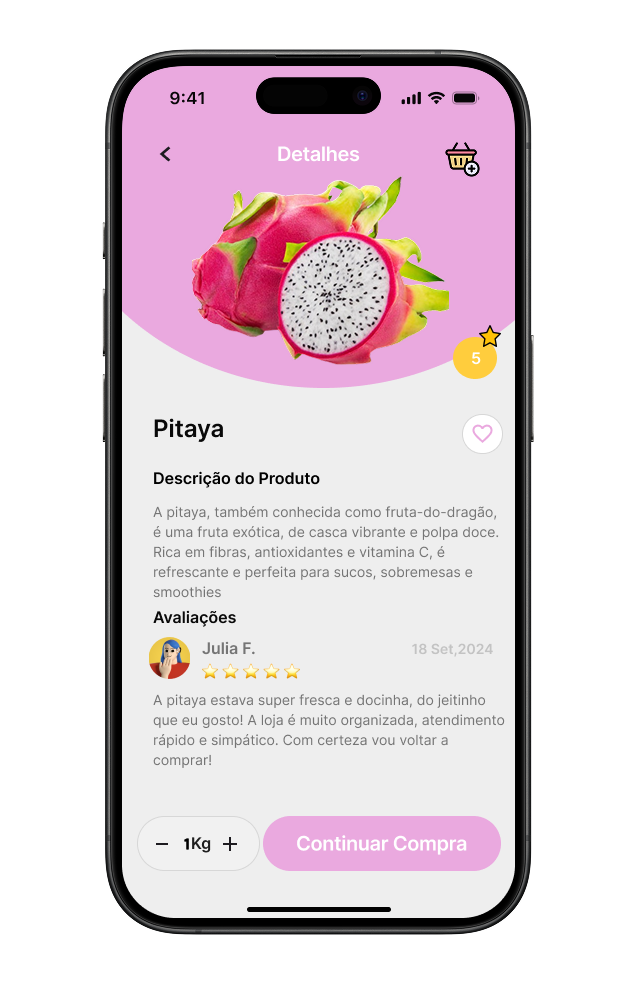 9:41
Detalhes
5
Pitaya
Descrição do Produto
A pitaya, também conhecida como fruta-do-dragão,
é uma fruta exótica, de casca vibrante e polpa doce.
Rica em fibras, antioxidantes e vitamina C, é
refrescante e perfeita para sucos, sobremesas e
smoothies
Avaliações
Julia F.
18 Set,2024
A pitaya estava super fresca e docinha, do jeitinho
que eu gosto! A loja é muito organizada, atendimento
rápido e simpático. Com certeza vou voltar a
comprar!
− 1Kg +
Continuar Compra